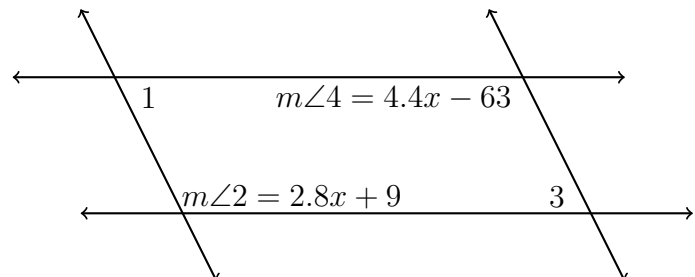 1
m∠4 = 4.4x − 63
m∠2 = 2.8x + 9
3